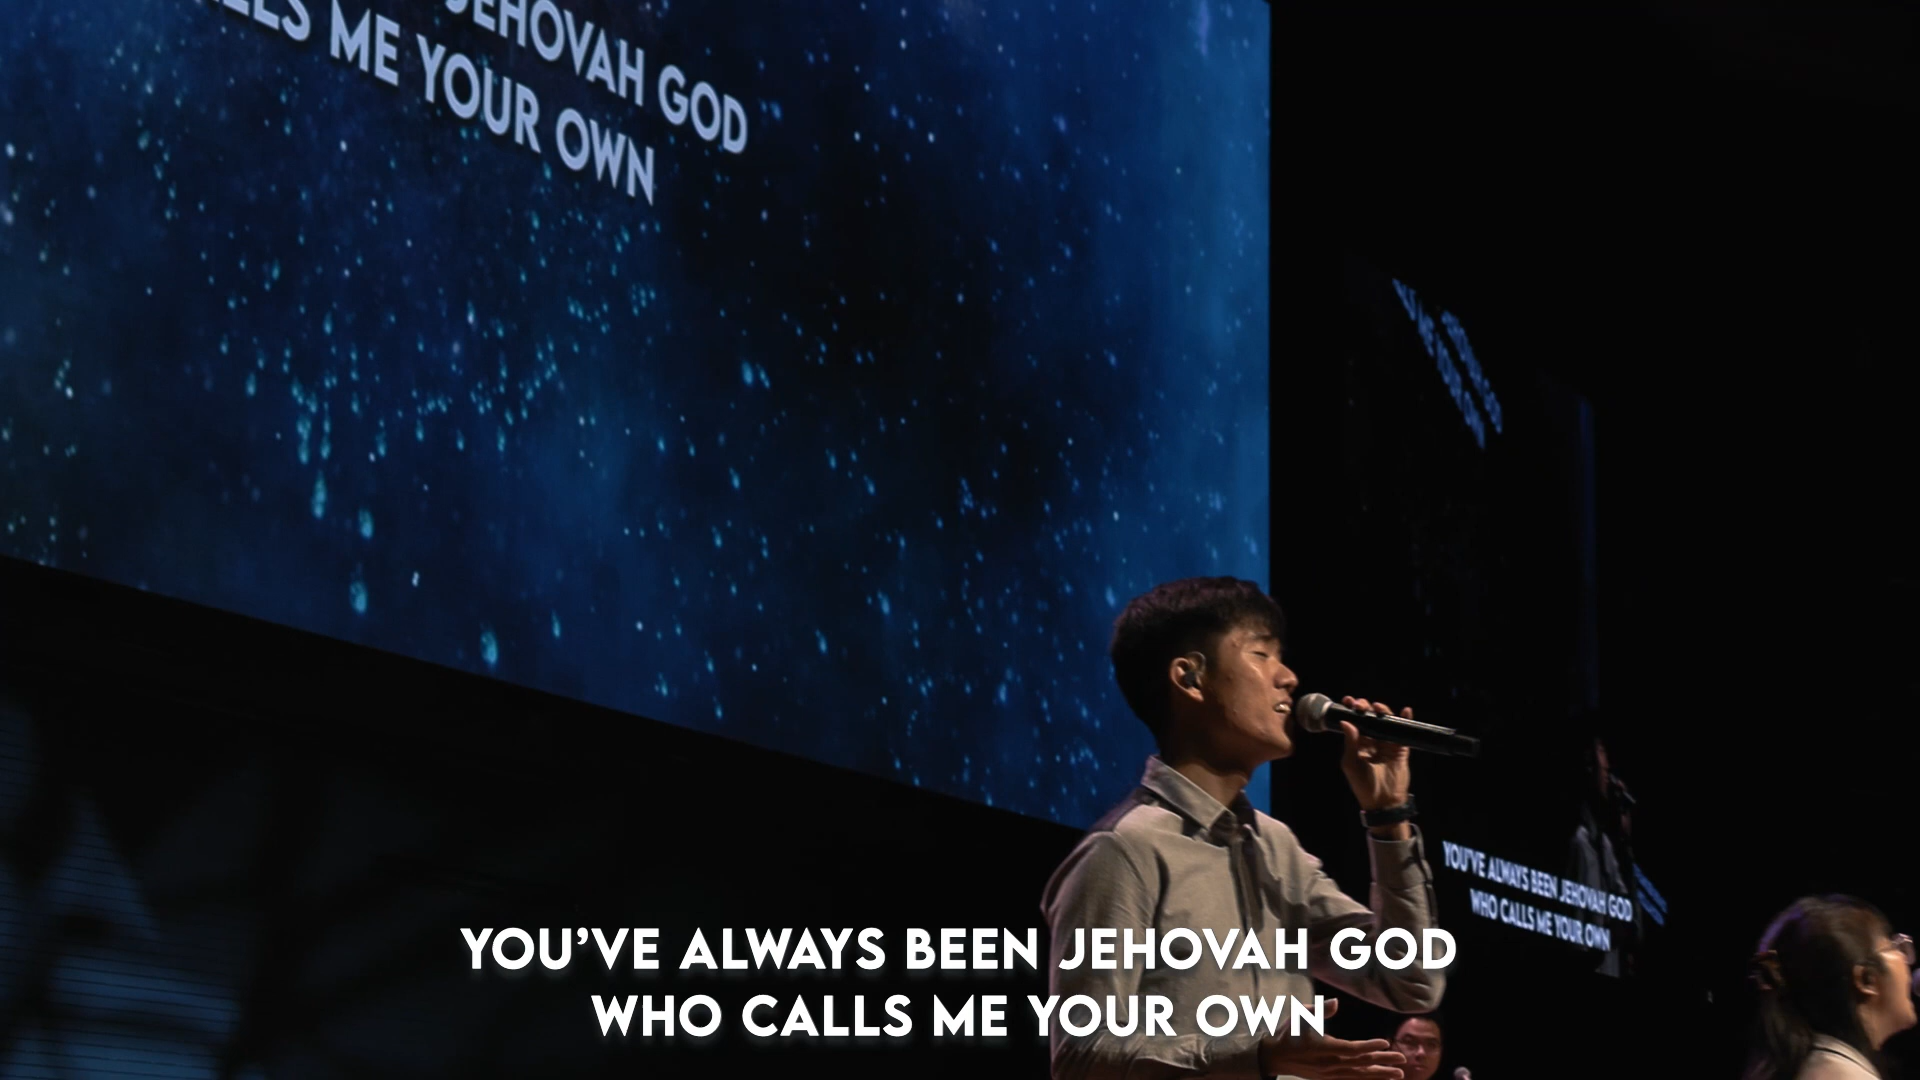 JEHOVAH GOD
ME YOUR OWN
YOU'VE ALWAYS BEEN JEHOVAH GOD
WHO CALLS ME YOUR OWN
YOU’VE ALWAYS BEEN JEHOVAH GOD
WHO CALLS ME YOUR OWN